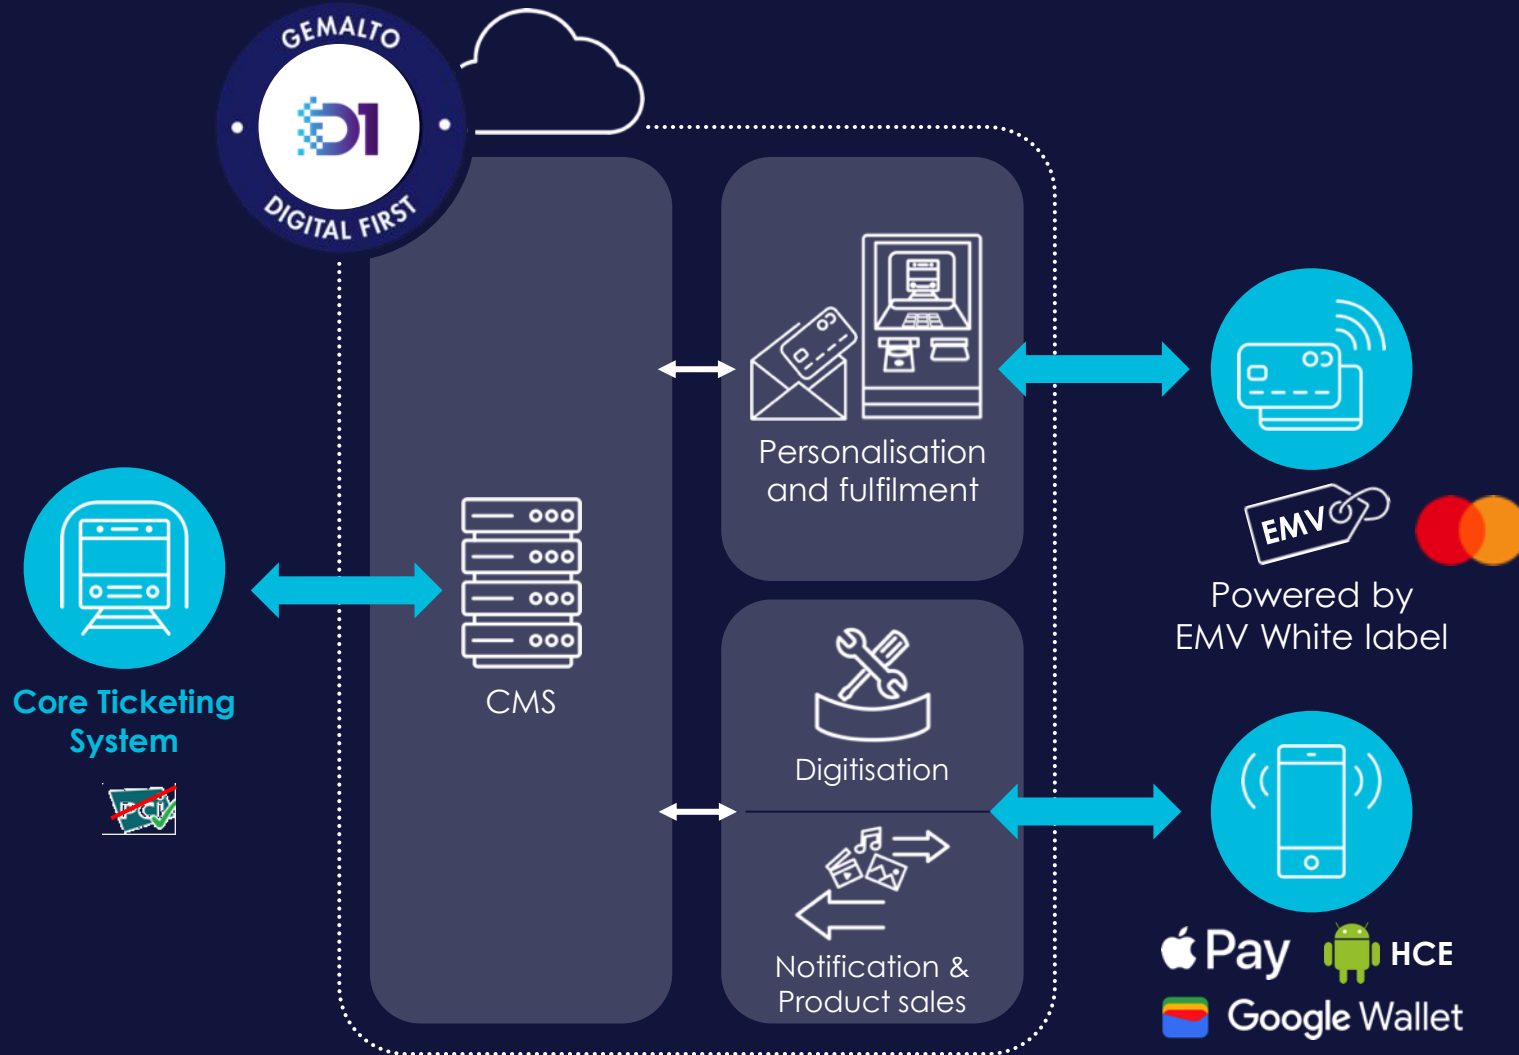 GEMALTO
D1
DIGITAL FIRST
Personalisation
and fulfilment
EMV
Powered by
EMV White label
Core Ticketing
System
PCi
CMS
Digitisation
Notification &
Product sales
Pay
HCE
Google Wallet